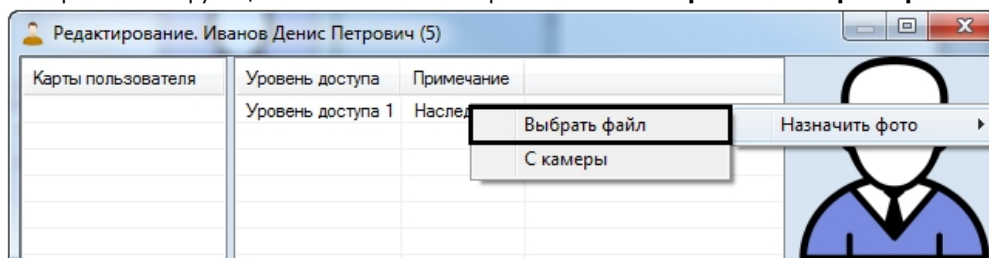 Редактирование. Иванов Денис Петрович (5)
Карты пользователя Уровень доступа Примечание
Уровень доступа 1
Выбрать файл Назначить фото
С камеры